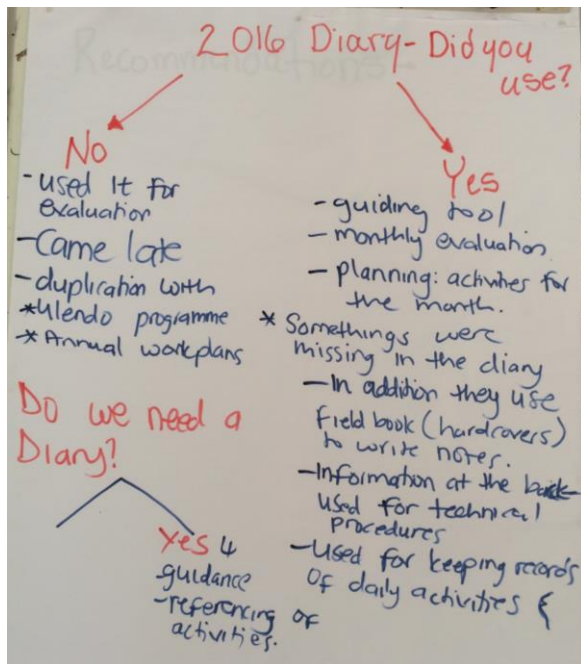 2016 Diary - Did you
use?
No
- used it for
evaluation
- Came late
- duplication with
* Ulendo programme
* Annual workplans
Yes
- guiding tool
- monthly evaluation
- planning: activities for
the month.
* Somethings were
missing in the diary
- In addition they use
field book (hardcovers)
to write notes.
- Information at the back
used for technical
procedures
- Used for keeping records
of daily activities
Do we need a
Diary?
Yes 4
- guidance
- referencing of
activities.
Recommendations